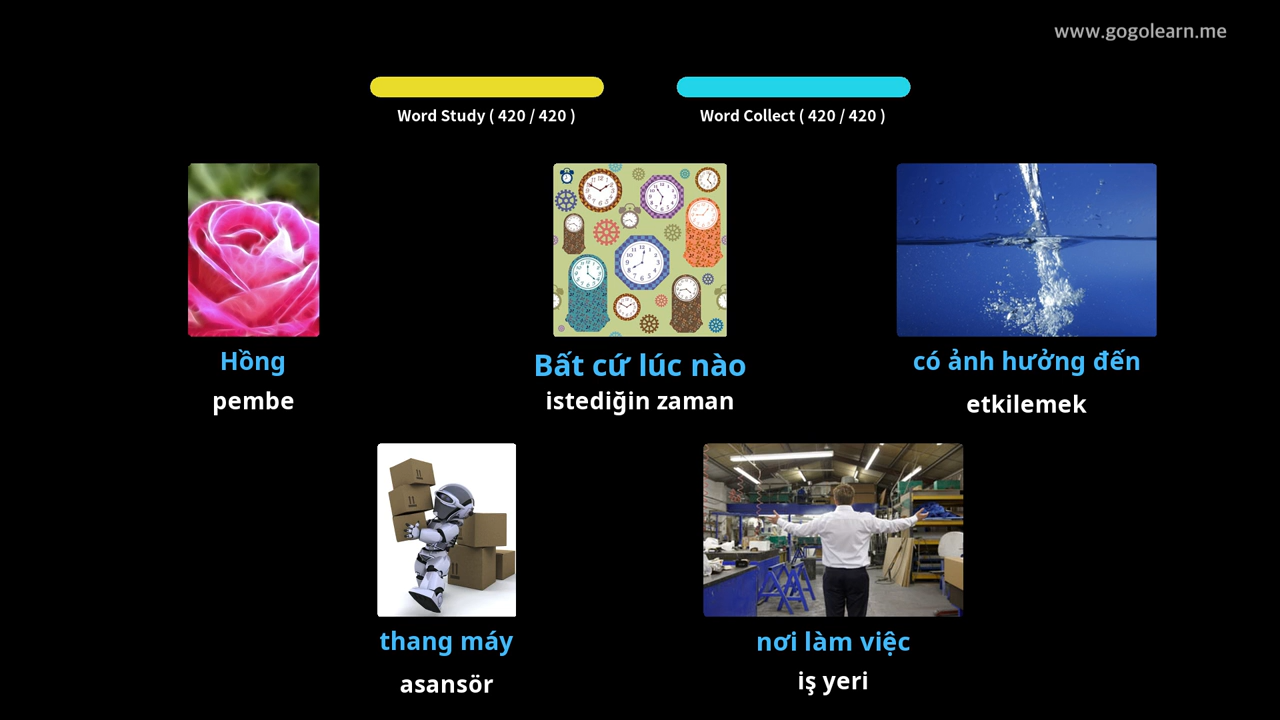 www.gogolearn.me
Word Study ( 420 / 420 )
Word Collect ( 420 / 420 )
Hồng
pembe
Bất cứ lúc nào
istediğin zaman
có ảnh hưởng đến
etkilemek
thang máy
asansör
nơi làm việc
iş yeri